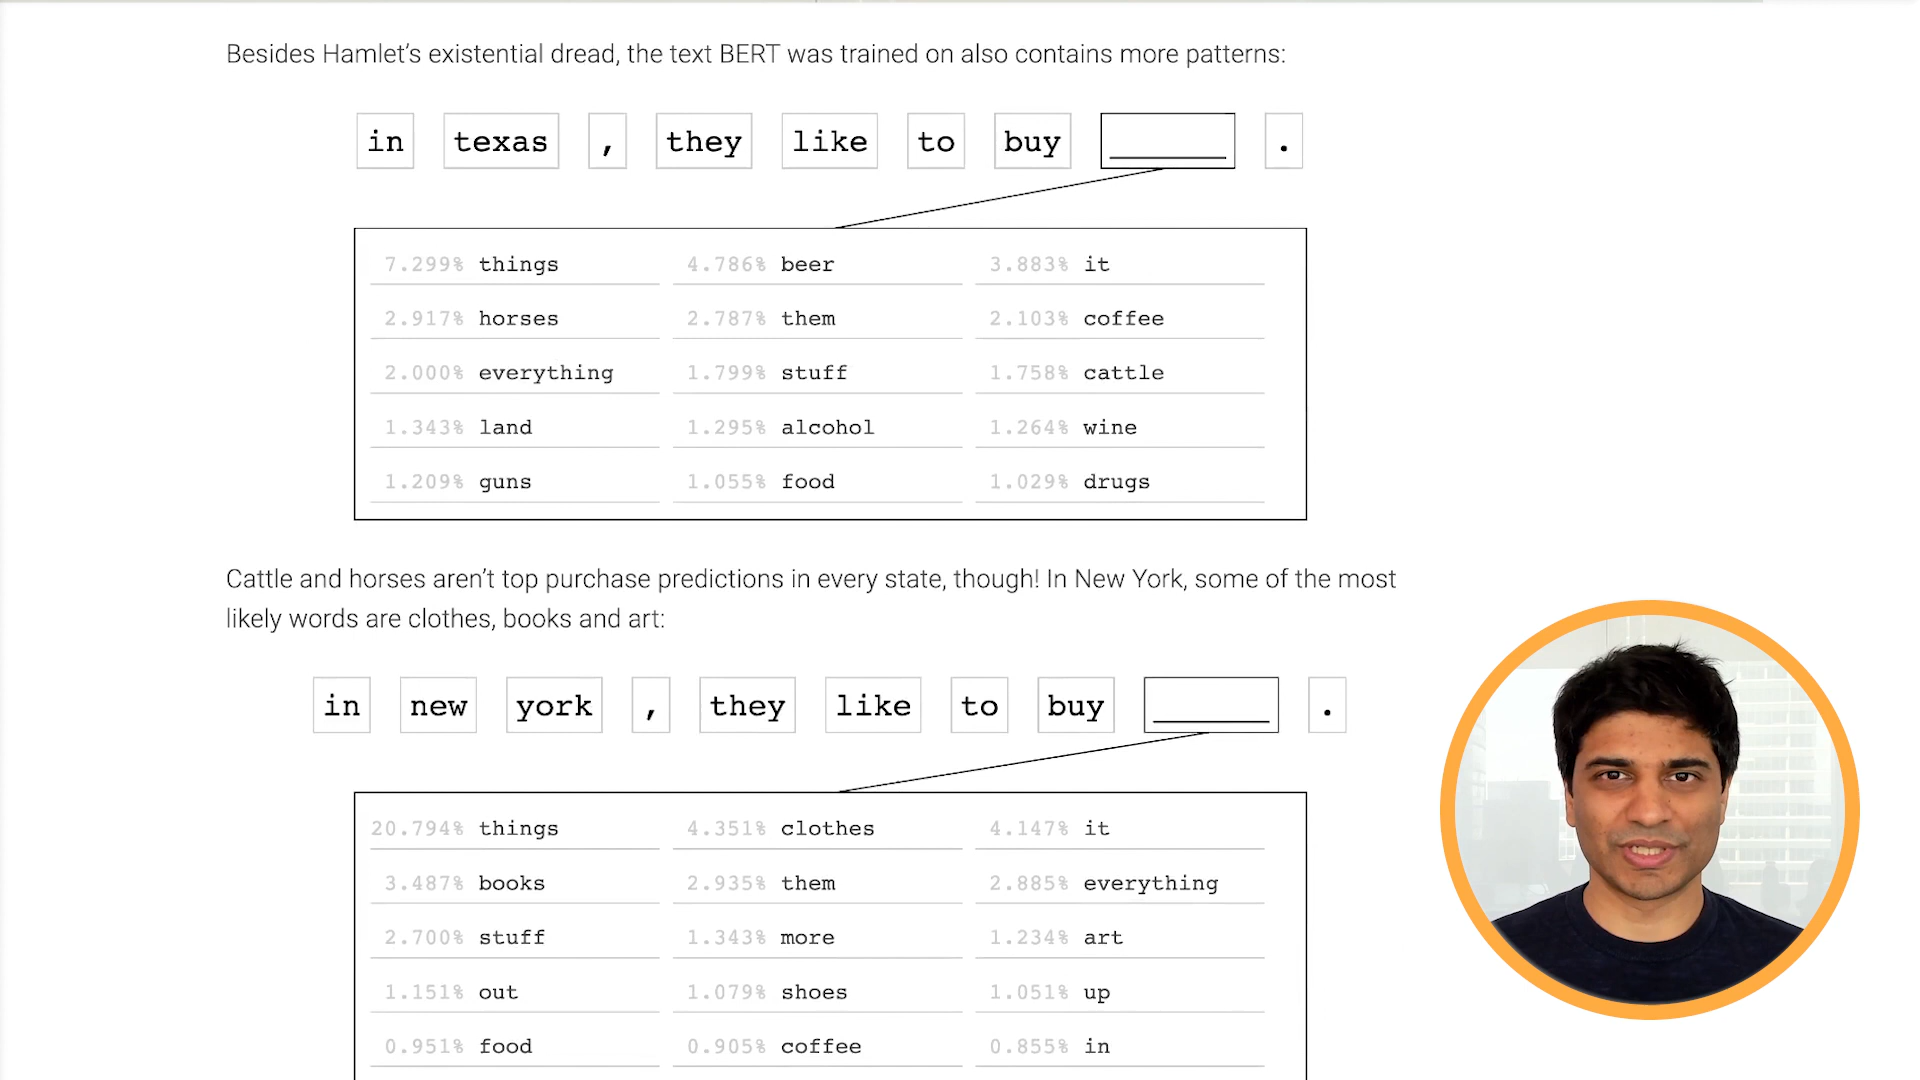 Besides Hamlet’s existential dread, the text BERT was trained on also contains more patterns:
in texas , they like to buy ______ .
7.299% things 4.786% beer 3.883% it
2.917% horses 2.787% them 2.103% coffee
2.000% everything 1.799% stuff 1.758% cattle
1.343% land 1.295% alcohol 1.264% wine
1.209% guns 1.055% food 1.029% drugs
Cattle and horses aren’t top purchase predictions in every state, though! In New York, some of the most
likely words are clothes, books and art:
in new york , they like to buy ______ .
20.794% things 4.351% clothes 4.147% it
3.487% books 2.935% them 2.885% everything
2.700% stuff 1.343% more 1.234% art
1.151% out 1.079% shoes 1.051% up
0.951% food 0.905% coffee 0.855% in